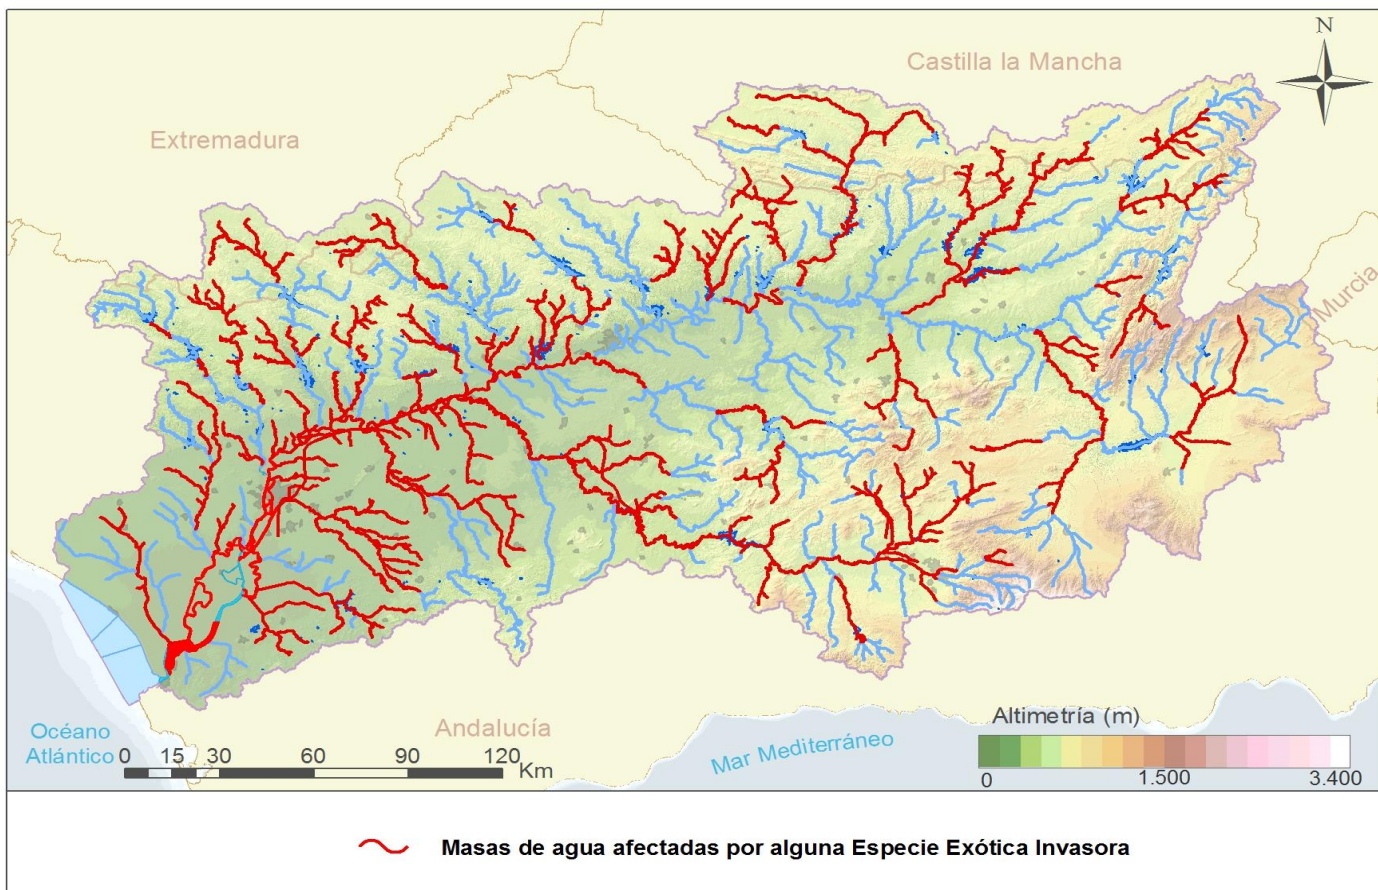 N
Castilla la Mancha
Extremadura
Murcia
Andalucía
Océano
Atlántico
Mar Mediterráneo
Altimetría (m)
0 1.500 3.400
0 15 30 60 90 120
Km
Masas de agua afectadas por alguna Especie Exótica Invasora